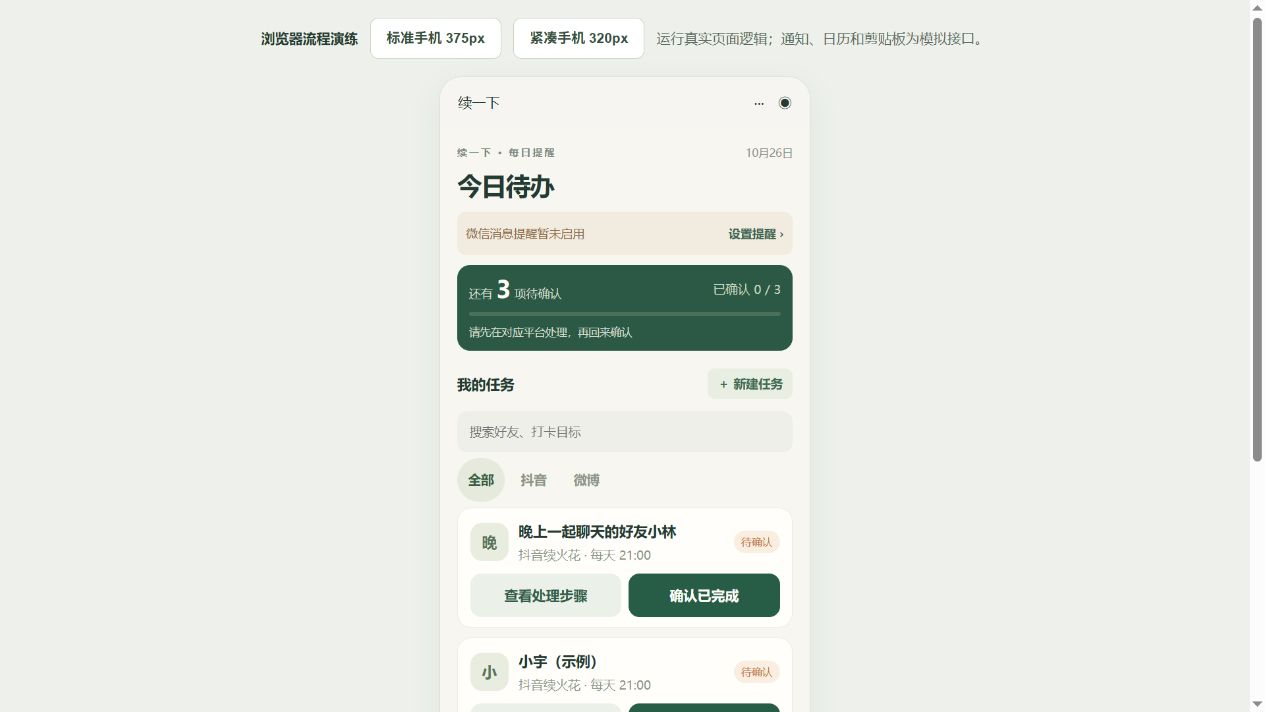 浏览器流程演练 标准手机 375px 紧凑手机 320px 运行真实页面逻辑；通知、日历和剪贴板为模拟接口。
续一下 ···
续一下 · 每日提醒 10月26日
今日待办
微信消息提醒暂未启用 设置提醒 ›
还有 3 项待确认 已确认 0 / 3
请先在对应平台处理，再回来确认
我的任务 + 新建任务
搜索好友、打卡目标
全部 抖音 微博
晚 晚上一起聊天的好友小林 待确认
抖音续火花 · 每天 21:00
查看处理步骤 确认已完成
小 小宇（示例） 待确认
抖音续火花 · 每天 21:00